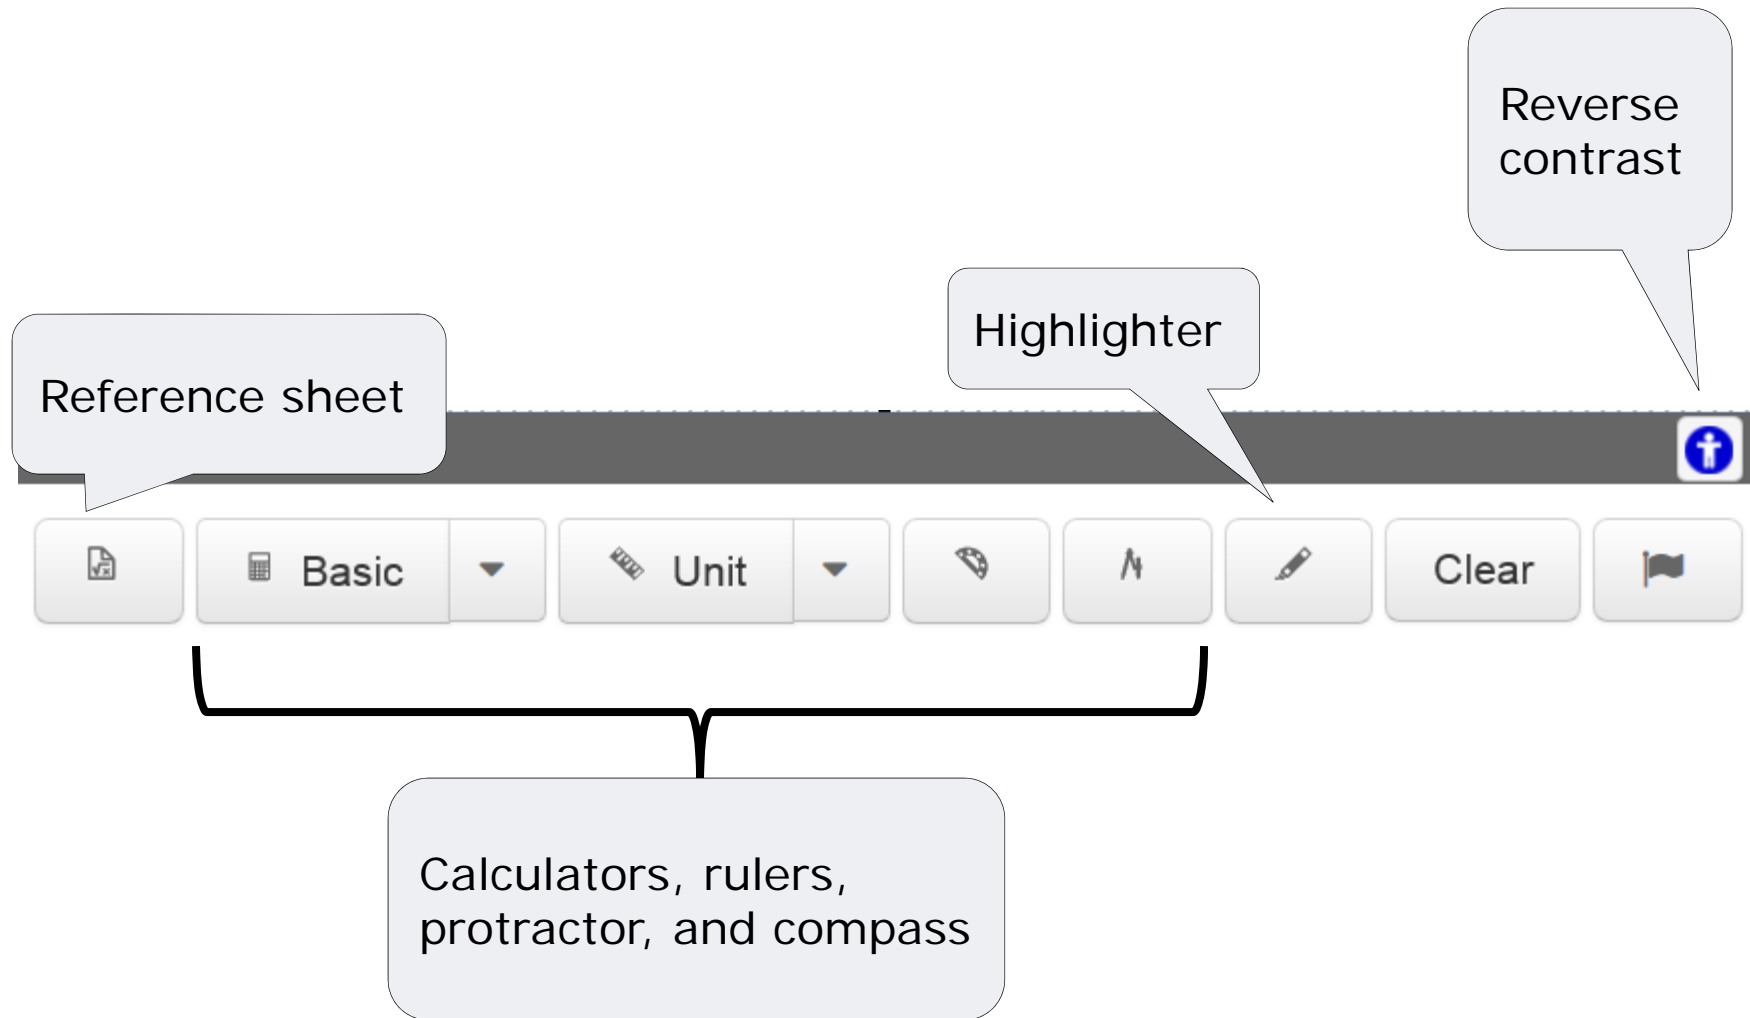 Reverse
contrast
Highlighter
Reference sheet
Basic
Unit
Clear
Calculators, rulers,
protractor, and compass